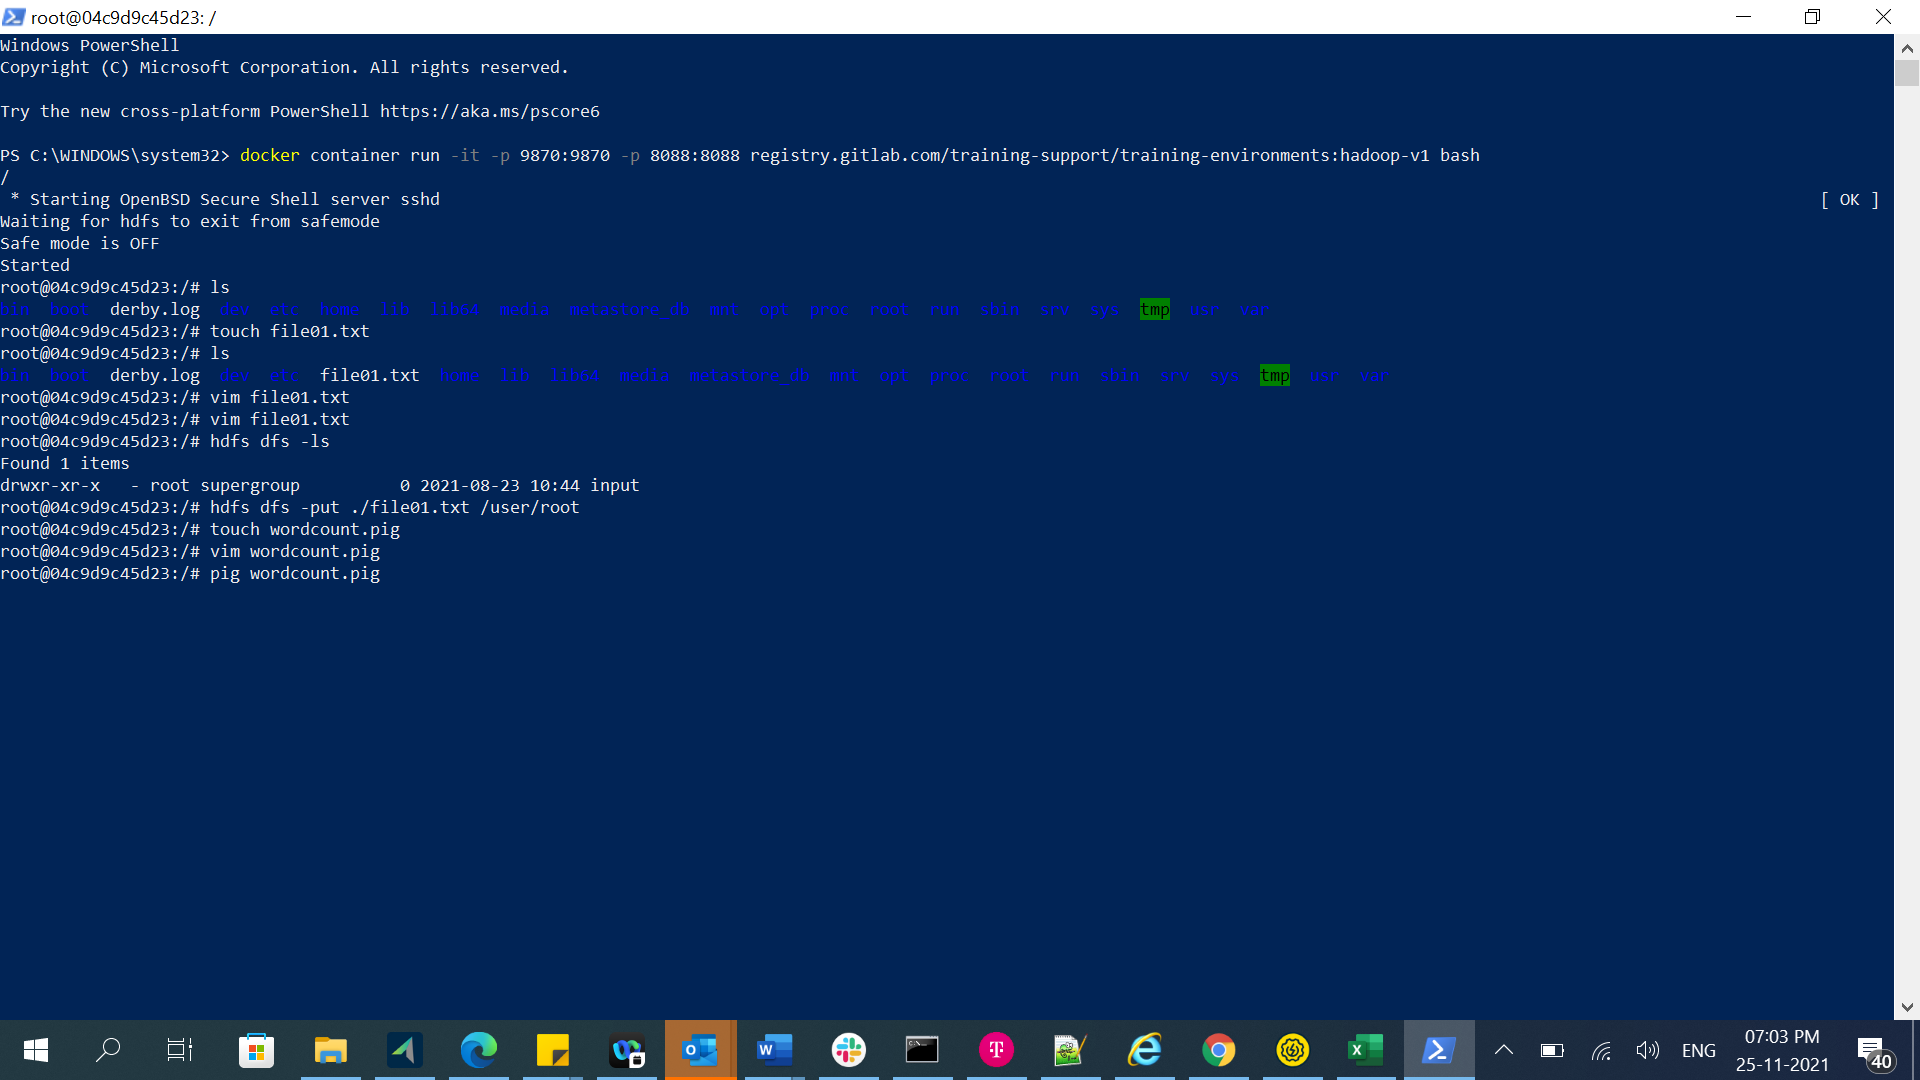 root@04c9d9c45d23: /
Windows PowerShell
Copyright (C) Microsoft Corporation. All rights reserved.
Try the new cross-platform PowerShell https://aka.ms/pscore6
PS C:\WINDOWS\system32> docker container run -it -p 9870:9870 -p 8088:8088 registry.gitlab.com/training-support/training-environments:hadoop-v1 bash
/
 * Starting OpenBSD Secure Shell server sshd [ OK ]
Waiting for hdfs to exit from safemode
Safe mode is OFF
Started
root@04c9d9c45d23:/# ls
bin boot derby.log dev etc home lib lib64 media metastore_db mnt opt proc root run sbin srv sys tmp usr var
root@04c9d9c45d23:/# touch file01.txt
root@04c9d9c45d23:/# ls
bin boot derby.log dev etc file01.txt home lib lib64 media metastore_db mnt opt proc root run sbin srv sys tmp usr var
root@04c9d9c45d23:/# vim file01.txt
root@04c9d9c45d23:/# vim file01.txt
root@04c9d9c45d23:/# hdfs dfs -ls
Found 1 items
drwxr-xr-x   - root supergroup          0 2021-08-23 10:44 input
root@04c9d9c45d23:/# hdfs dfs -put ./file01.txt /user/root
root@04c9d9c45d23:/# touch wordcount.pig
root@04c9d9c45d23:/# vim wordcount.pig
root@04c9d9c45d23:/# pig wordcount.pig
ENG
07:03 PM
25-11-2021
40